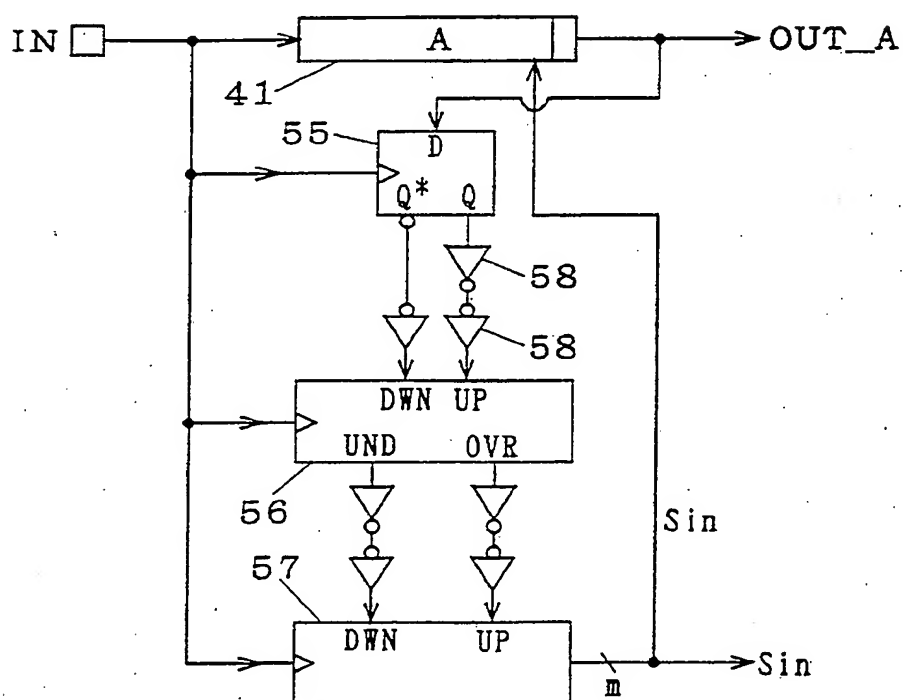 IN
A
OUT_A
41
55
D
Q* Q
58
58
DWN UP
UND OVR
56
Sin
57
DWN UP
Sin
m